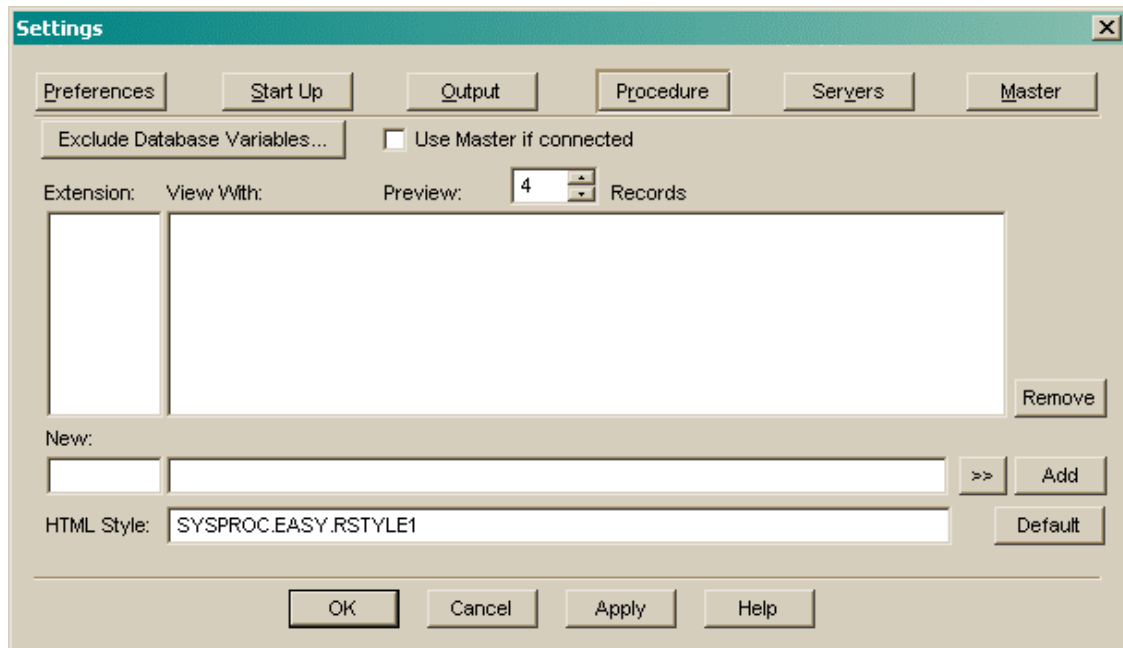 Settings
Preferences Start Up Output Procedure Servers Master
Exclude Database Variables... Use Master if connected
Extension: View With: Preview: 4 Records
Remove
New:
>> Add
HTML Style: SYSPROC.EASY.RSTYLE1 Default
OK Cancel Apply Help